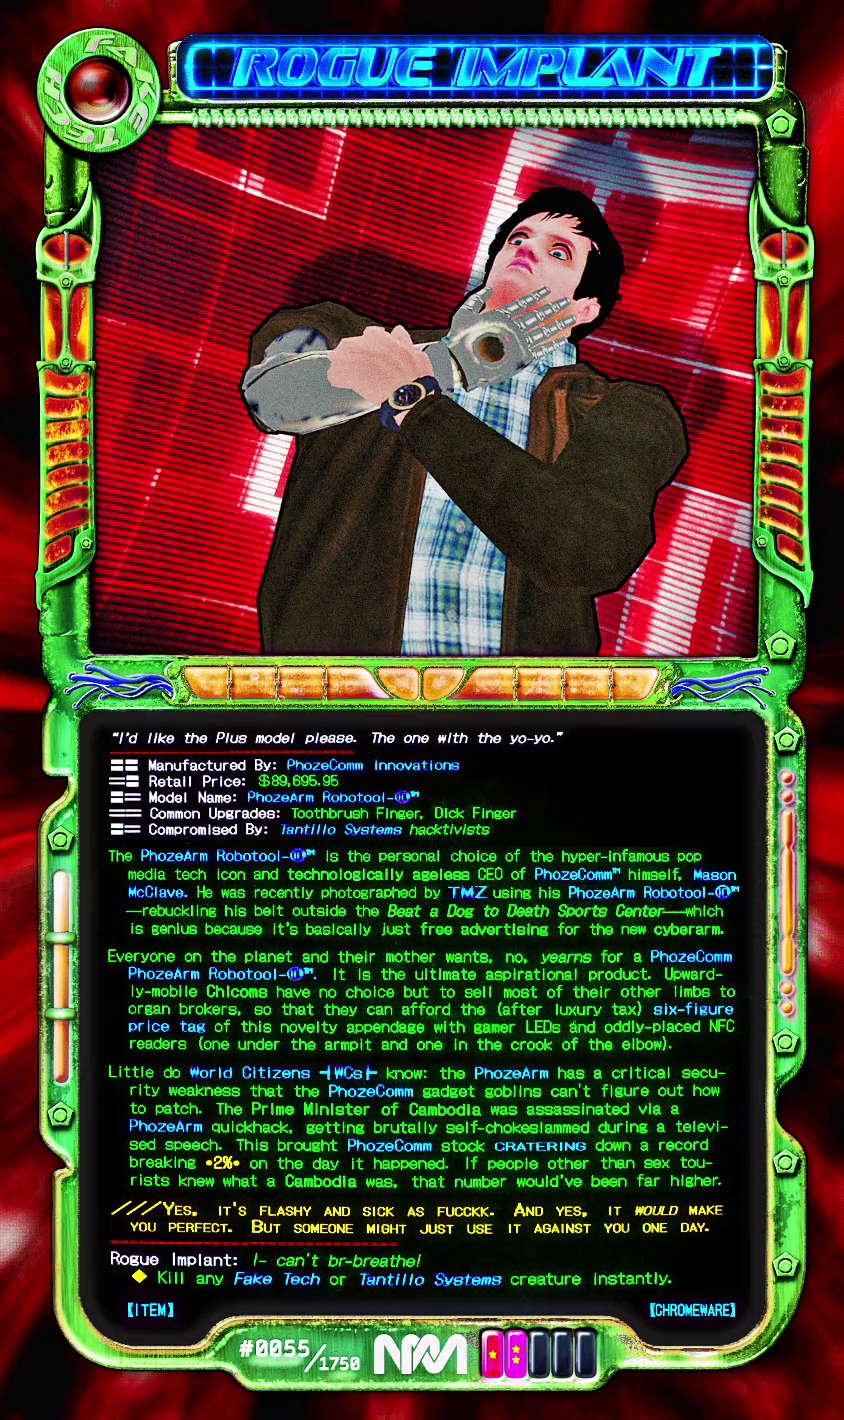 FAKE TECH
ROGUE IMPLANT
"I'd like the Plus model please. The one with the yo-yo."
Manufactured By: PhozeComm Innovations
Retail Price: $89,695.95
Model Name: PhozeArm Robotool-⑩™
Common Upgrades: Toothbrush Finger, Dick Finger
Compromised By: Tantillo Systems hacktivists
The PhozeArm Robotool-⑩™ is the personal choice of the hyper-infamous pop
media tech icon and technologically ageless CEO of PhozeComm™ himself, Mason
McClave. He was recently photographed by TMZ using his PhozeArm Robotool-⑩™
—rebuckling his belt outside the Beat a Dog to Death Sports Center—which
is genius because it's basically just free advertising for the new cyberarm.
Everyone on the planet and their mother wants, no, yearns for a PhozeComm
PhozeArm Robotool-⑩™. It is the ultimate aspirational product. Upward-
ly-mobile Chicoms have no choice but to sell most of their other limbs to
organ brokers, so that they can afford the (after luxury tax) six-figure
price tag of this novelty appendage with gamer LEDs and oddly-placed NFC
readers (one under the armpit and one in the crook of the elbow).
Little do World Citizens ⫞WCs⊦ know: the PhozeArm has a critical secu-
rity weakness that the PhozeComm gadget goblins can't figure out how
to patch. The Prime Minister of Cambodia was assassinated via a
PhozeArm quickhack, getting brutally self-chokeslammed during a televi-
sed speech. This brought PhozeComm stock CRATERING down a record
breaking •2%• on the day it happened. If people other than sex tou-
rists knew what a Cambodia was, that number would've been far higher.
////YES, IT'S FLASHY AND SICK AS FUCCKK. AND YES, IT WOULD MAKE
YOU PERFECT. BUT SOMEONE MIGHT JUST USE IT AGAINST YOU ONE DAY.
Rogue Implant: I- can't br-breathe!
◆ Kill any Fake Tech or Tantillo Systems creature instantly.
【ITEM】 【CHROMEWARE】
#0055/1750